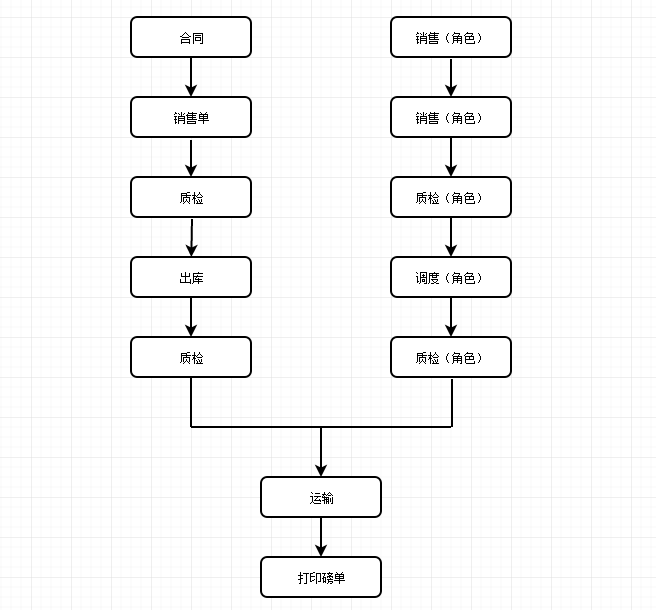 合同
销售（角色）
销售单
销售（角色）
质检
质检（角色）
出库
调度（角色）
质检
质检（角色）
运输
打印磅单